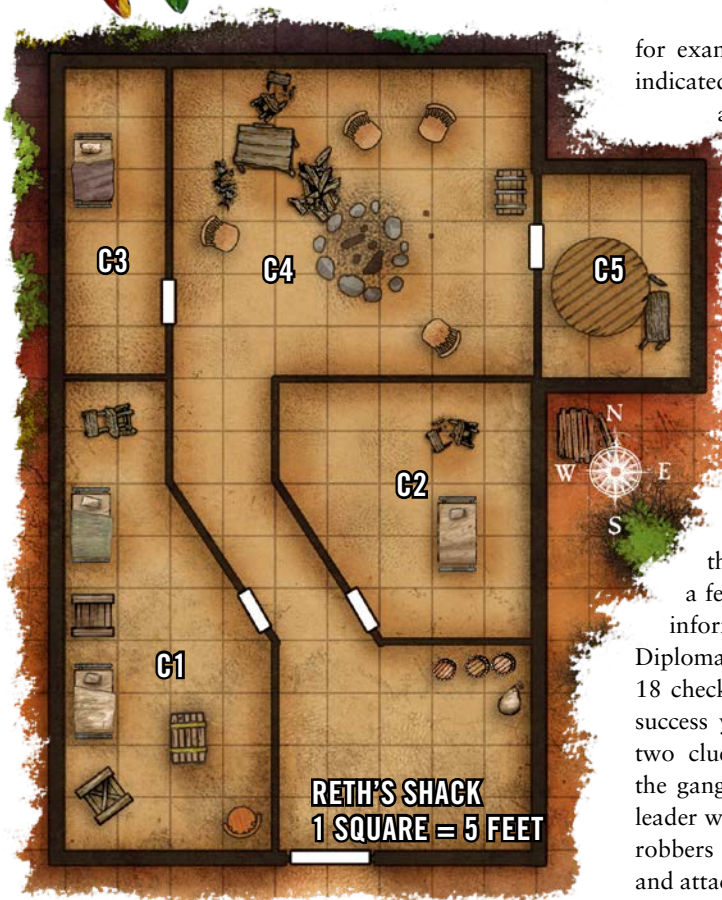 for exam
indicated
a
C3
C4
C5
N
W E
S
C2
C1
RETH'S SHACK
1 SQUARE = 5 FEET
th
a fe
infor
Diploma
18 check
success y
two clue
the gang
leader w
robbers
and attac